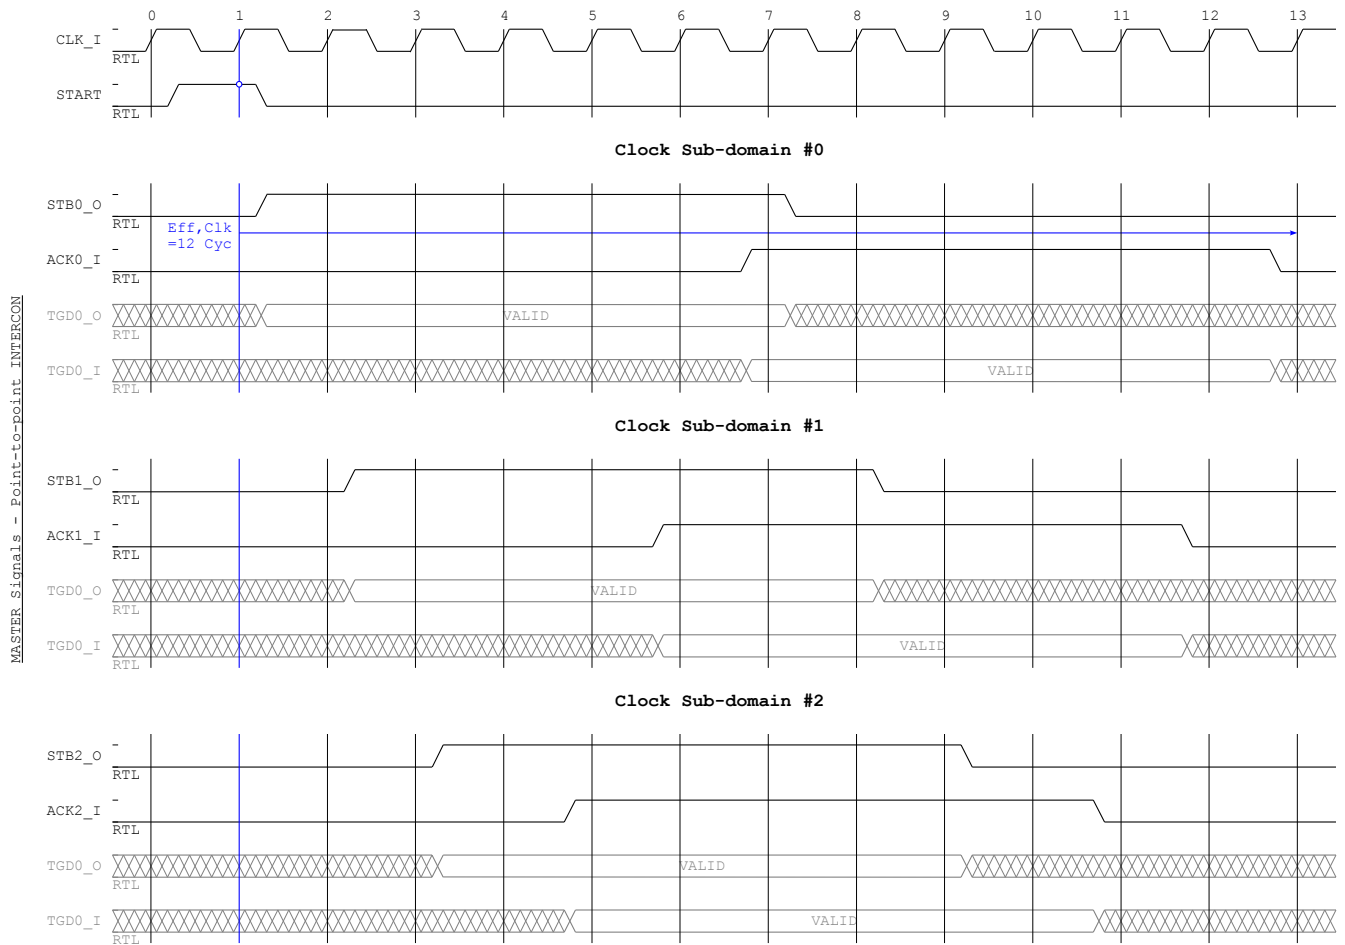 0 1 2 3 4 5 6 7 8 9 10 11 12 13
CLK_I
RTL
START
RTL
Clock Sub-domain #0
STB0_O
RTL
Eff,Clk
=12 Cyc
ACK0_I
RTL
TGD0_O VALID
RTL
TGD0_I VALID
RTL
MASTER Signals - Point-to-point INTERCON
Clock Sub-domain #1
STB1_O
RTL
ACK1_I
RTL
TGD0_O VALID
RTL
TGD0_I VALID
RTL
Clock Sub-domain #2
STB2_O
RTL
ACK2_I
RTL
TGD0_O VALID
RTL
TGD0_I VALID
RTL